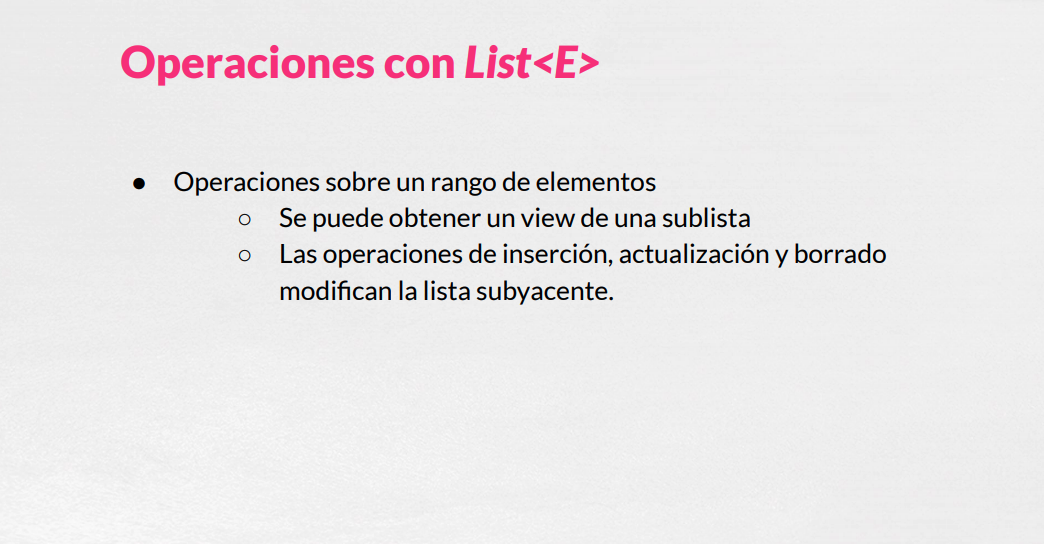 Operaciones con List<E>
● Operaciones sobre un rango de elementos
○ Se puede obtener un view de una sublista
○ Las operaciones de inserción, actualización y borrado
modifican la lista subyacente.